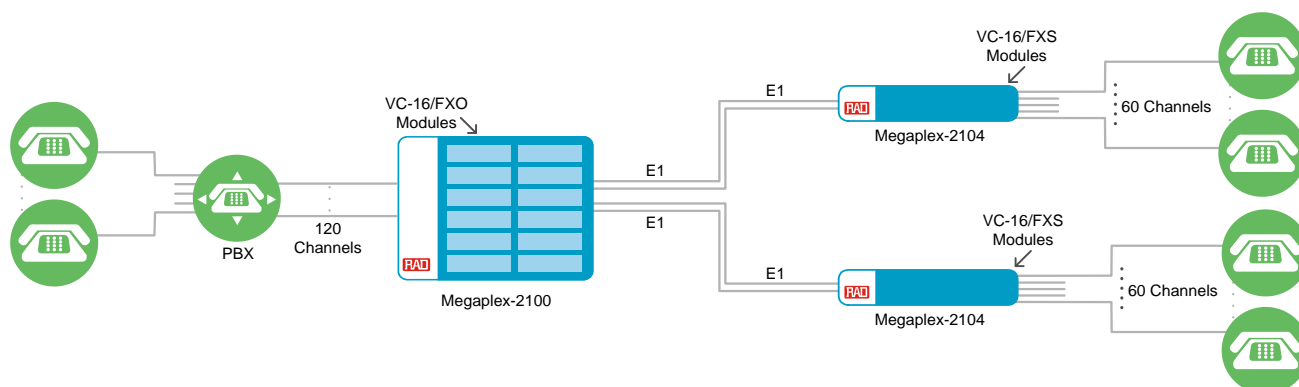 PBX
120
Channels
VC-16/FXO
Modules
RAD
Megaplex-2100
E1
E1
E1
E1
VC-16/FXS
Modules
RAD
Megaplex-2104
60 Channels
VC-16/FXS
Modules
RAD
Megaplex-2104
60 Channels